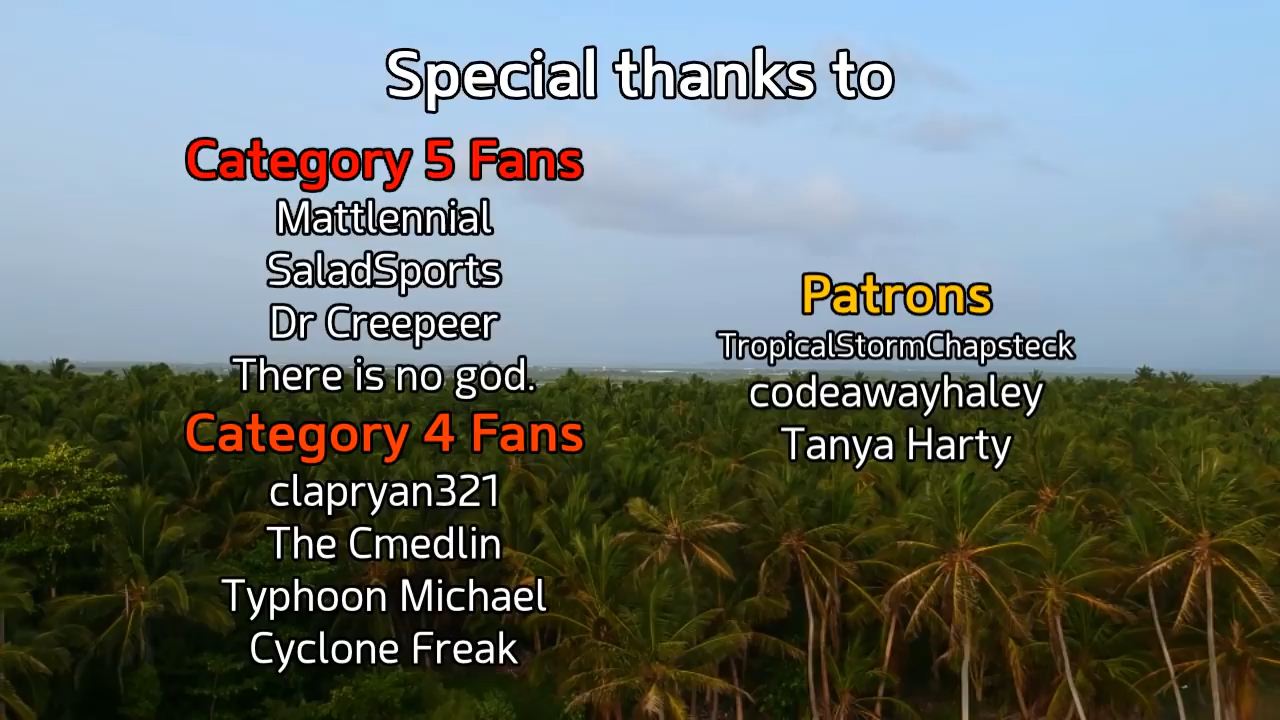 Special thanks to
Category 5 Fans
Mattlennial
SaladSports
Dr Creepeer
There is no god.
Category 4 Fans
clapryan321
The Cmedlin
Typhoon Michael
Cyclone Freak
Patrons
TropicalStormChapsteck
codeawayhaley
Tanya Harty